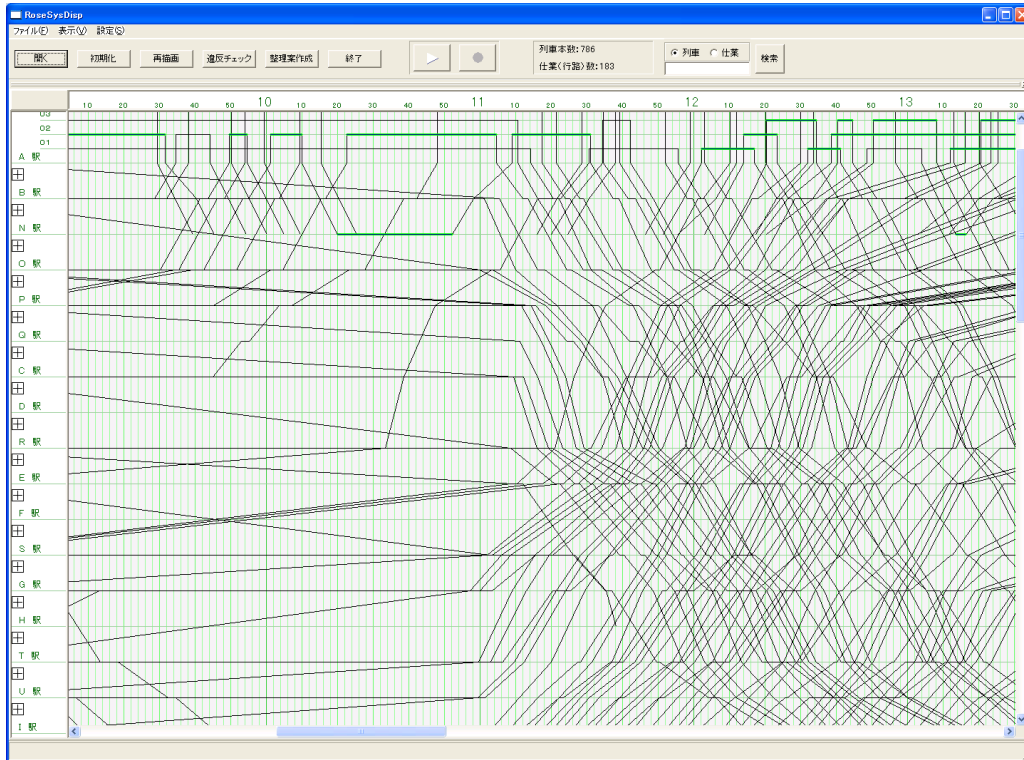 RoseSysDisp
ファイル(F) 表示(V) 設定(S)
開く 初期化 再描画 違反チェック 整理案作成 終了
列車本数:786
仕業(行路)数:183
列車 仕業
検索
10 20 30 40 50 10 10 20 30 40 50 11 10 20 30 40 50 12 10 20 30 40 50 13 10 20 30
03
02
01
A 駅
B 駅
N 駅
O 駅
P 駅
Q 駅
C 駅
D 駅
R 駅
E 駅
F 駅
S 駅
G 駅
H 駅
T 駅
U 駅
I 駅